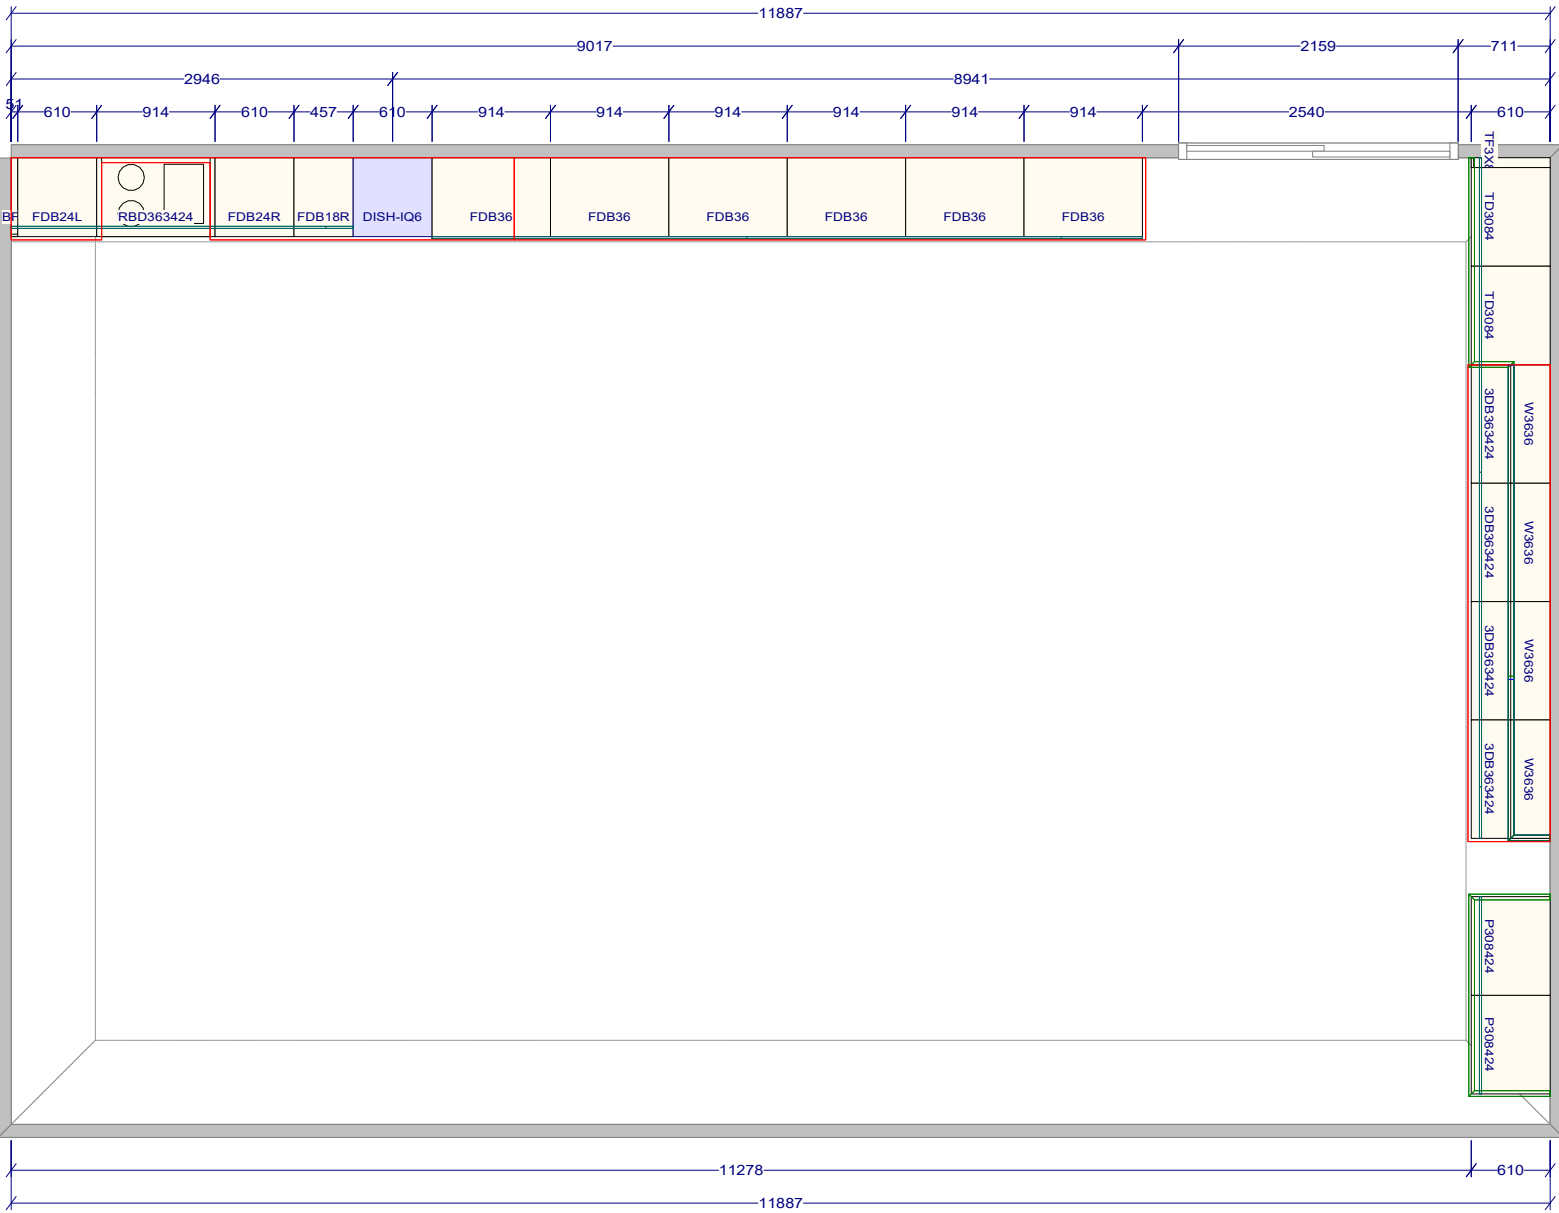 11887
9017 2159 711
2946 8941
51 610 914 610 457 610 914 914 914 914 914 914 2540 610
BF FDB24L RBD363424 FDB24R FDB18R DISH-IQ6 FDB36 FDB36 FDB36 FDB36 FDB36 FDB36
TD3084
TD3084
3DB363424 W3636
3DB363424 W3636
3DB363424 W3636
3DB363424 W3636
P308424
P308424
11278 610
11887